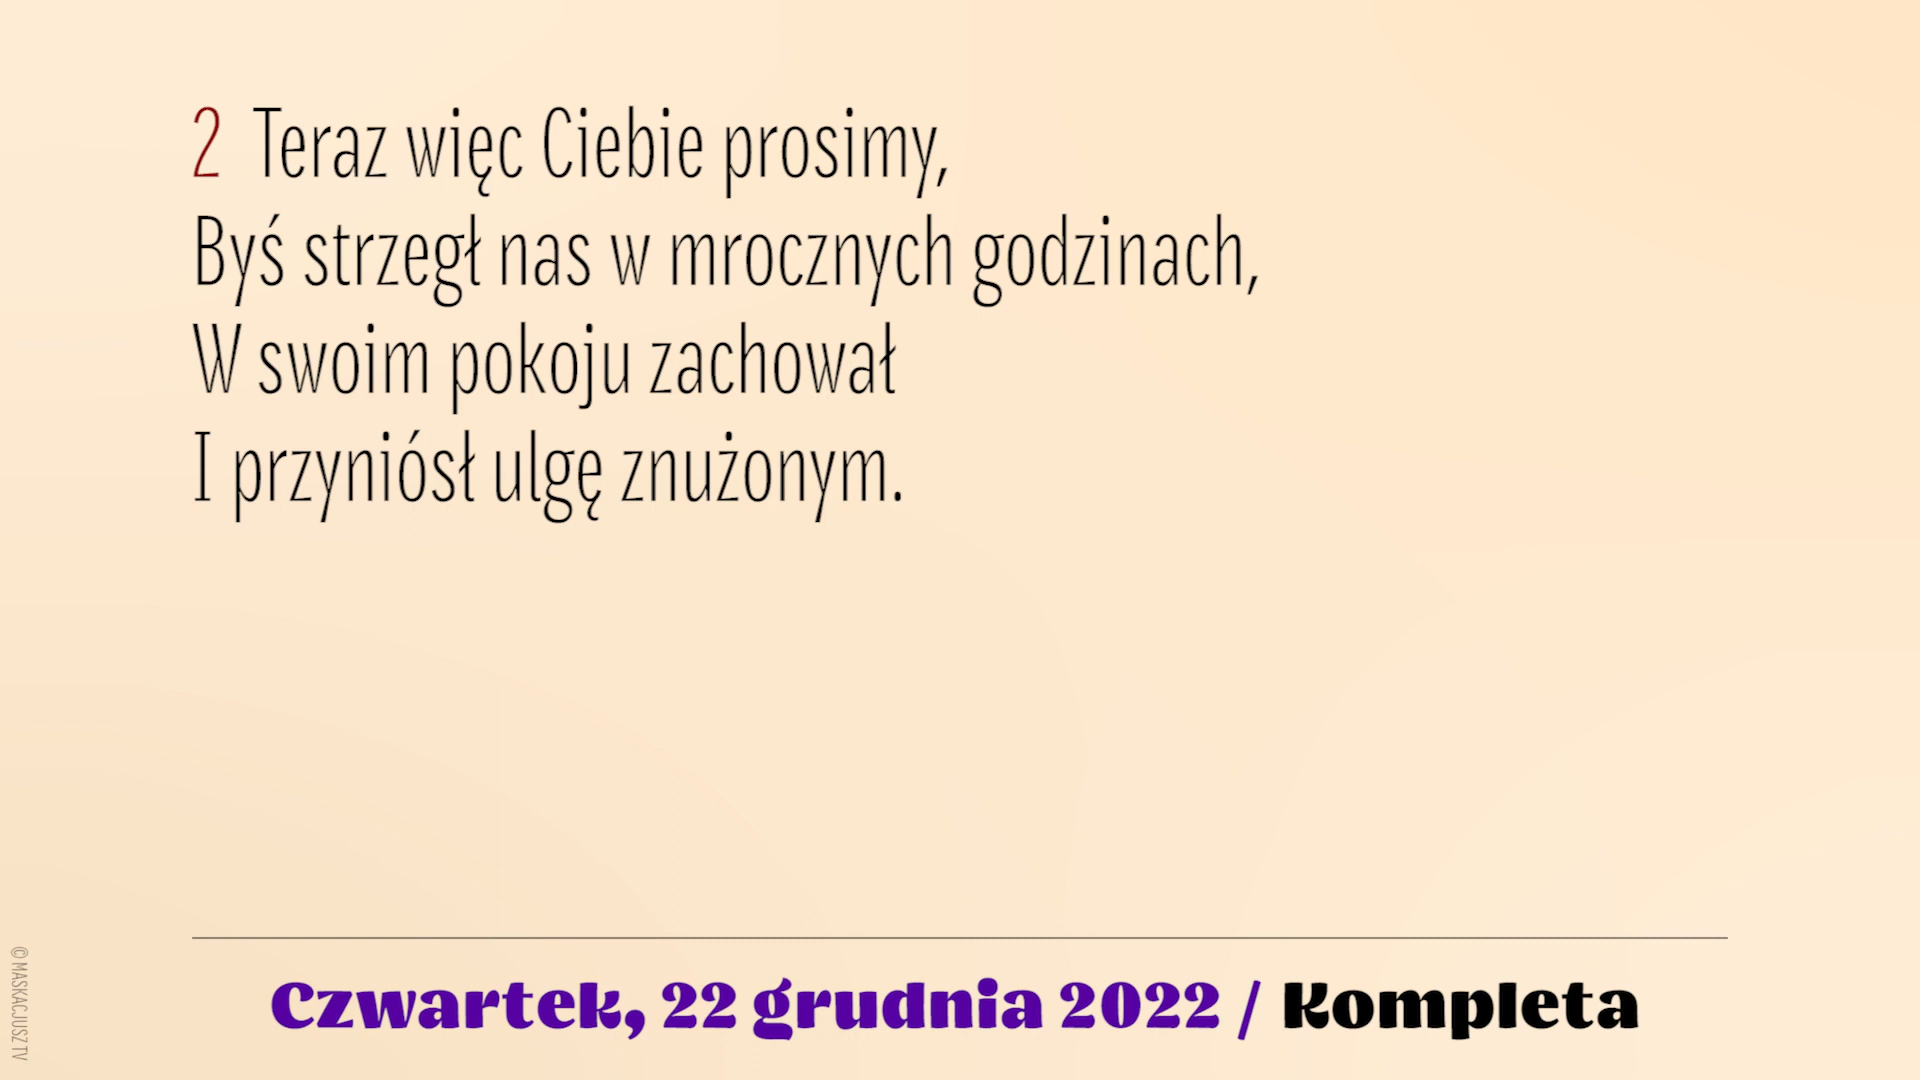 2 Teraz więc Ciebie prosimy,
Byś strzegł nas w mrocznych godzinach,
W swoim pokoju zachował
I przyniósł ulgę znużonym.
Czwartek, 22 grudnia 2022 / Kompleta
© MASKACJUSZ TV